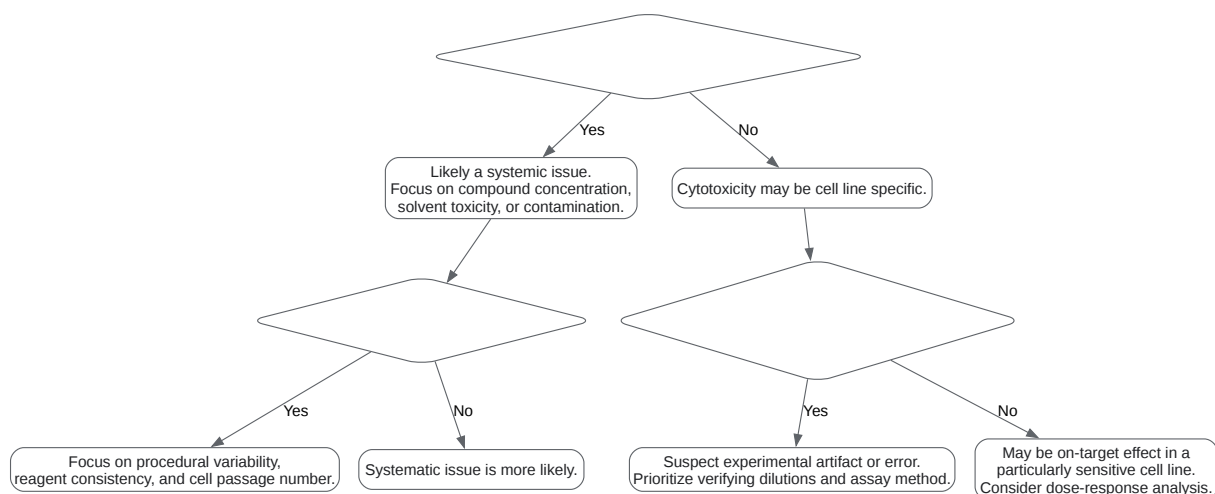 Yes
No
Likely a systemic issue.
Focus on compound concentration,
solvent toxicity, or contamination.
Cytotoxicity may be cell line specific.
Yes
No
Yes
No
Focus on procedural variability,
reagent consistency, and cell passage number.
Systematic issue is more likely.
Suspect experimental artifact or error.
Prioritize verifying dilutions and assay method.
May be on-target effect in a
particularly sensitive cell line.
Consider dose-response analysis.